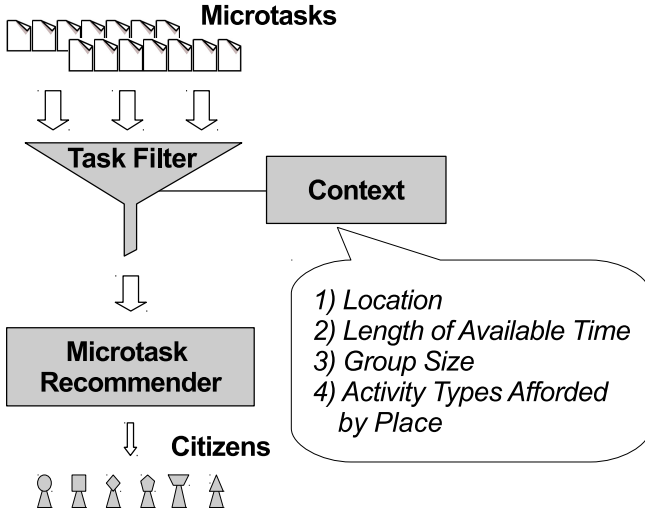 Microtasks
Task Filter
Context
1) Location
2) Length of Available Time
3) Group Size
4) Activity Types Afforded
by Place
Microtask
Recommender
Citizens